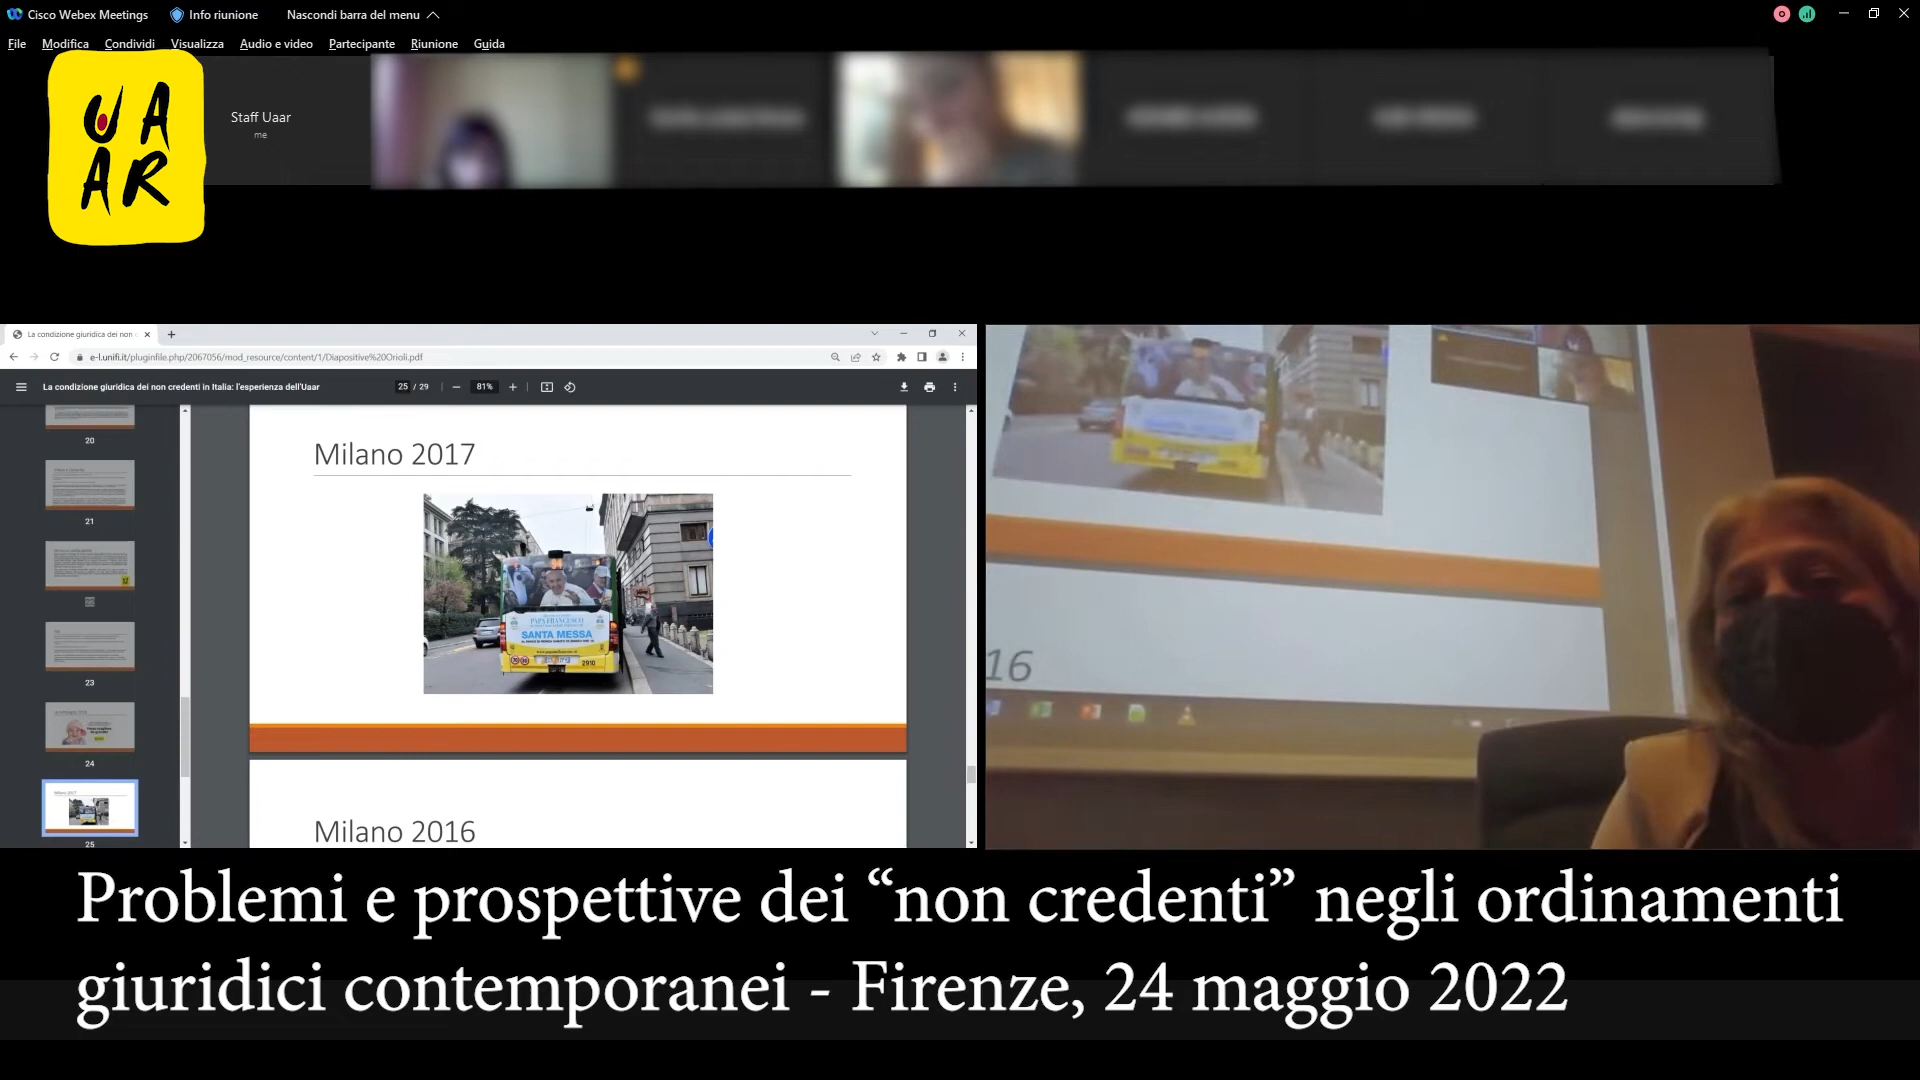 Cisco Webex Meetings
Info riunione
Nascondi barra del menu
File Modifica Condividi Visualizza Audio e video Partecipante Riunione Guida
UA
AR
Staff Uaar
me
La condizione giuridica dei non
e-l.unifi.it/pluginfile.php/2067056/mod_resource/content/1/Diapositive%20Orioli.pdf
La condizione giuridica dei non credenti in Italia: l'esperienza dell'Uaar
25 / 29
81%
20
21
23
24
25
Milano 2017
PAPA FRANCESCO
SANTA MESSA
2910
Milano 2016
16
Problemi e prospettive dei “non credenti” negli ordinamenti
giuridici contemporanei - Firenze, 24 maggio 2022